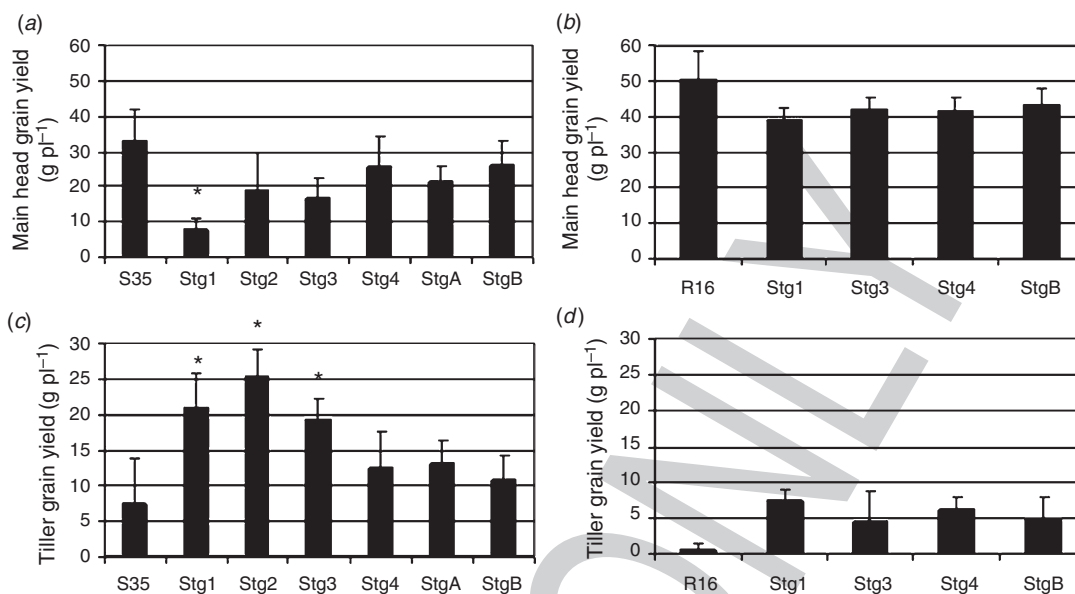 (a)
Main head grain yield
(g pl⁻¹)
60
50
40
30
20
10
0
*
S35 Stg1 Stg2 Stg3 Stg4 StgA StgB
(b)
Main head grain yield
(g pl⁻¹)
60
50
40
30
20
10
0
R16 Stg1 Stg3 Stg4 StgB
(c)
Tiller grain yield (g pl⁻¹)
30
25
20
15
10
5
0
* * *
S35 Stg1 Stg2 Stg3 Stg4 StgA StgB
(d)
Tiller grain yield (g pl⁻¹)
30
25
20
15
10
5
0
R16 Stg1 Stg3 Stg4 StgB
ONLY